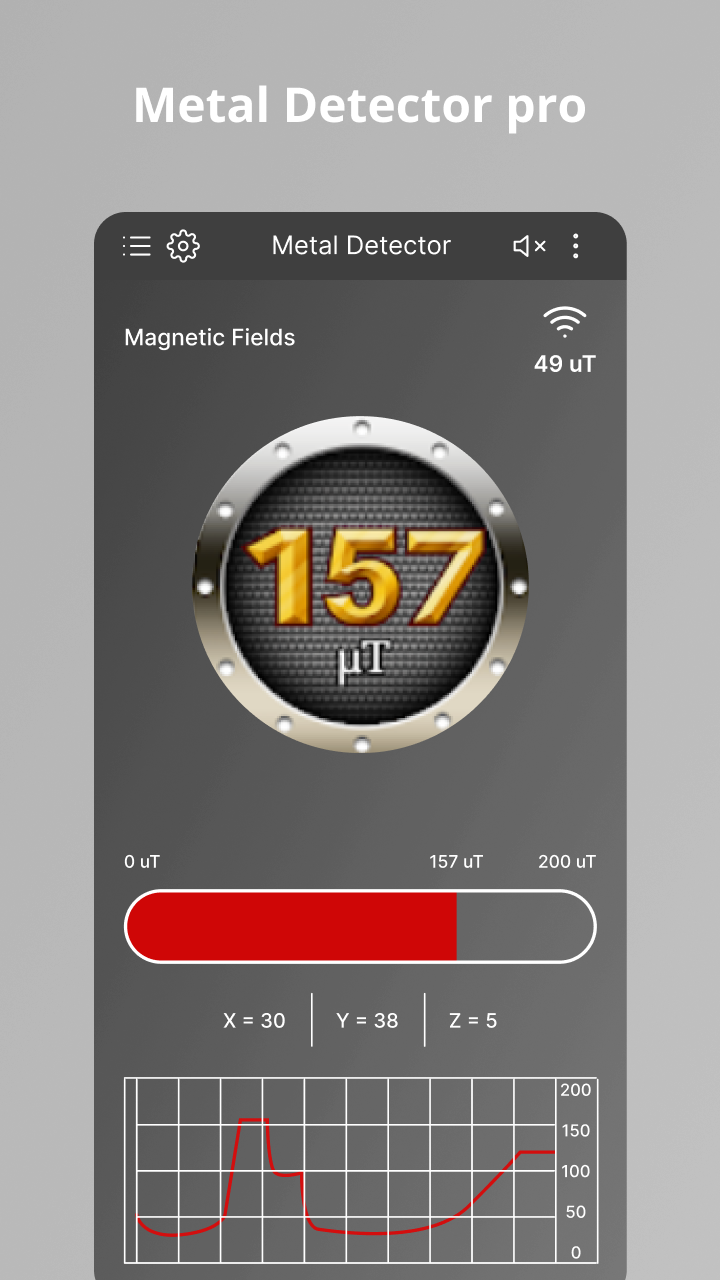 Metal Detector pro
Metal Detector
Magnetic Fields
49 uT
157
µT
0 uT 157 uT 200 uT
X = 30 Y = 38 Z = 5
200
150
100
50
0